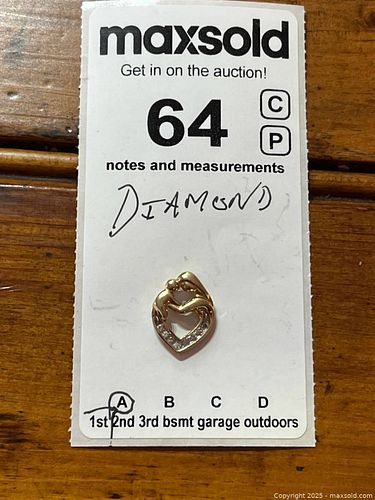 maxsold
Get in on the auction!
64
C
P
notes and measurements
DIAMOND
A B C D
1st 2nd 3rd bsmt garage outdoors
Copyright 2025 - maxsold.com